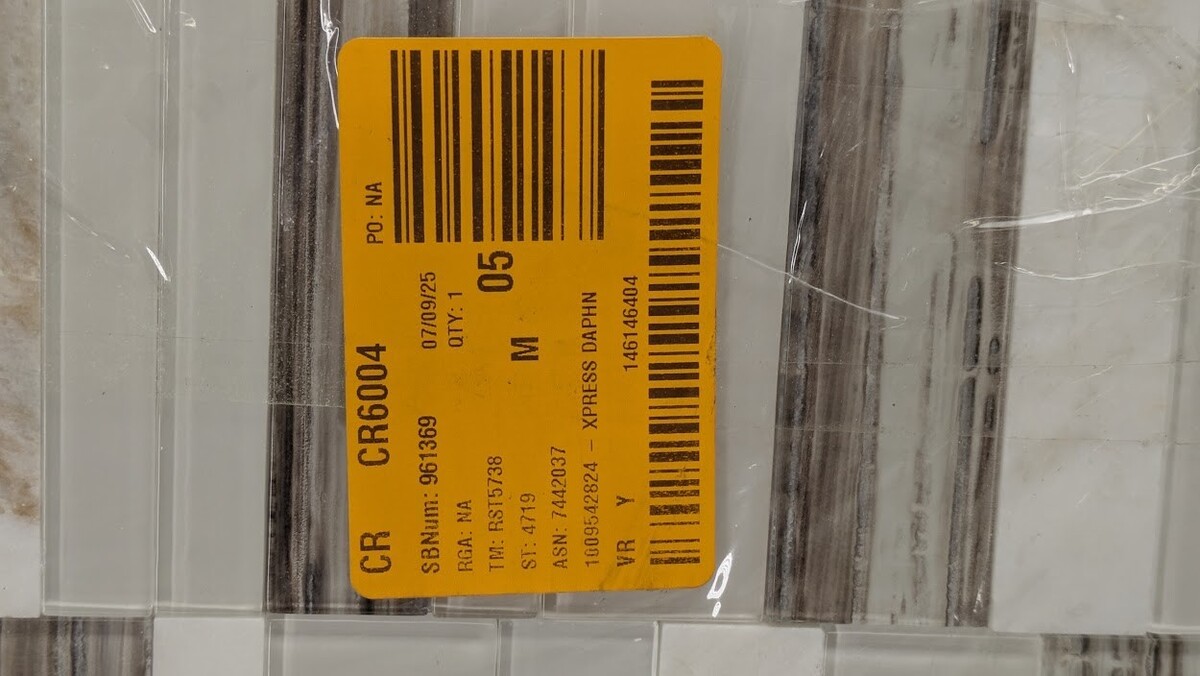 CR CR6004 PO: NA
SBNum: 961369 07/09/25
RGA: NA QTY: 1
TM: RST5738 05
ST: 4719 M
ASN: 7442037
1009542824 - XPRESS DAPHN
VR Y 146146404